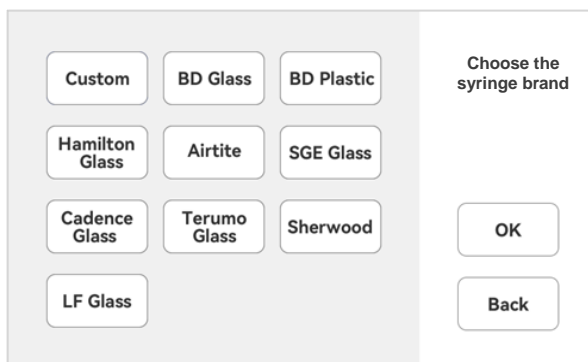 Custom
BD Glass
BD Plastic
Hamilton
Glass
Airtite
SGE Glass
Cadence
Glass
Terumo
Glass
Sherwood
LF Glass
Choose the
syringe brand
OK
Back